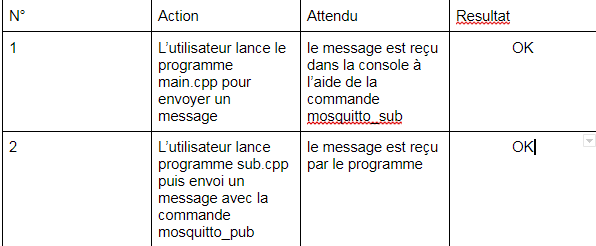 N° Action Attendu Resultat
1 L'utilisateur lance le le message est reçu OK
programme dans la console à
main.cpp pour l'aide de la
envoyer un commande
message mosquitto_sub
2 L'utilisateur lance le message est reçu OK
programme sub.cpp par le programme
puis envoi un
message avec la
commande
mosquitto_pub